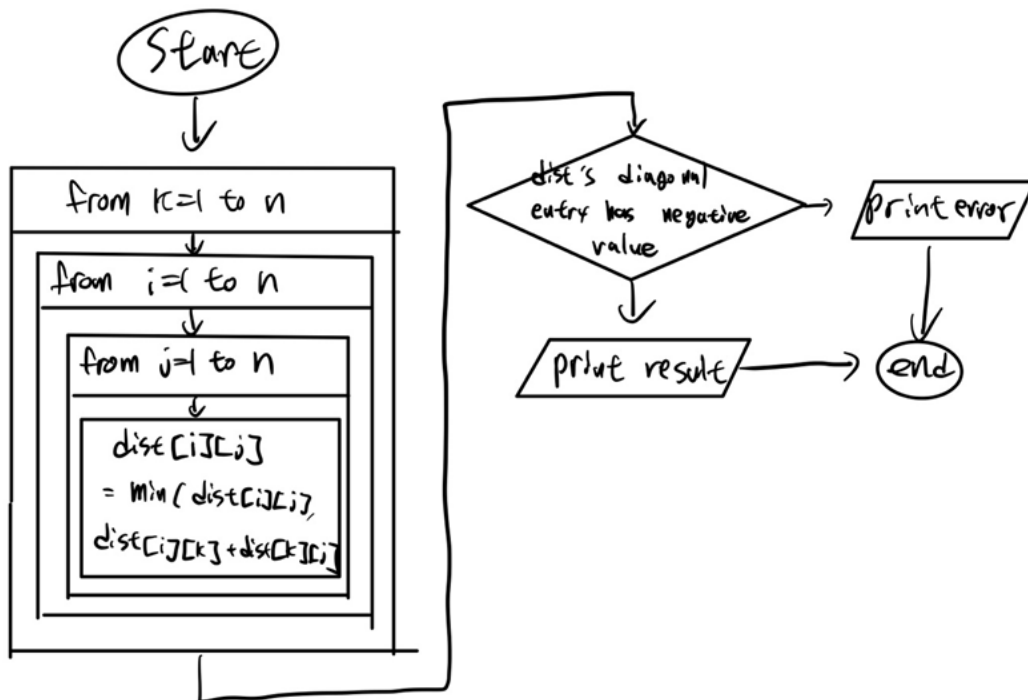 Start
from k=1 to n
from i=1 to n
from j=1 to n
dist[i][j]
= min(dist[i][j],
dist[i][k]+dist[k][j]
dist's diagonal
entry has negative
value
print error
print result
end